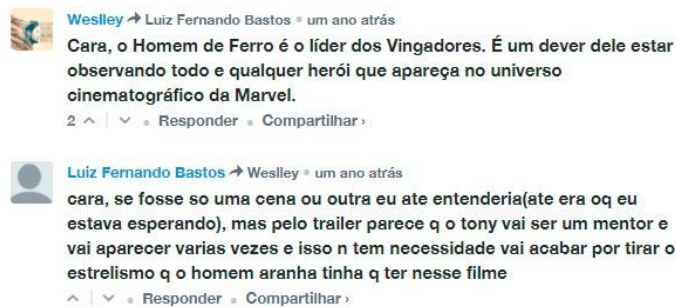 Weslley → Luiz Fernando Bastos • um ano atrás
Cara, o Homem de Ferro é o líder dos Vingadores. É um dever dele estar
observando todo e qualquer herói que apareça no universo
cinematográfico da Marvel.
2 ^ | v • Responder • Compartilhar ›
Luiz Fernando Bastos → Weslley • um ano atrás
cara, se fosse so uma cena ou outra eu ate entenderia(ate era oq eu
estava esperando), mas pelo trailer parece q o tony vai ser um mentor e
vai aparecer varias vezes e isso n tem necessidade vai acabar por tirar o
estrelismo q o homem aranha tinha q ter nesse filme
^ | v • Responder • Compartilhar ›